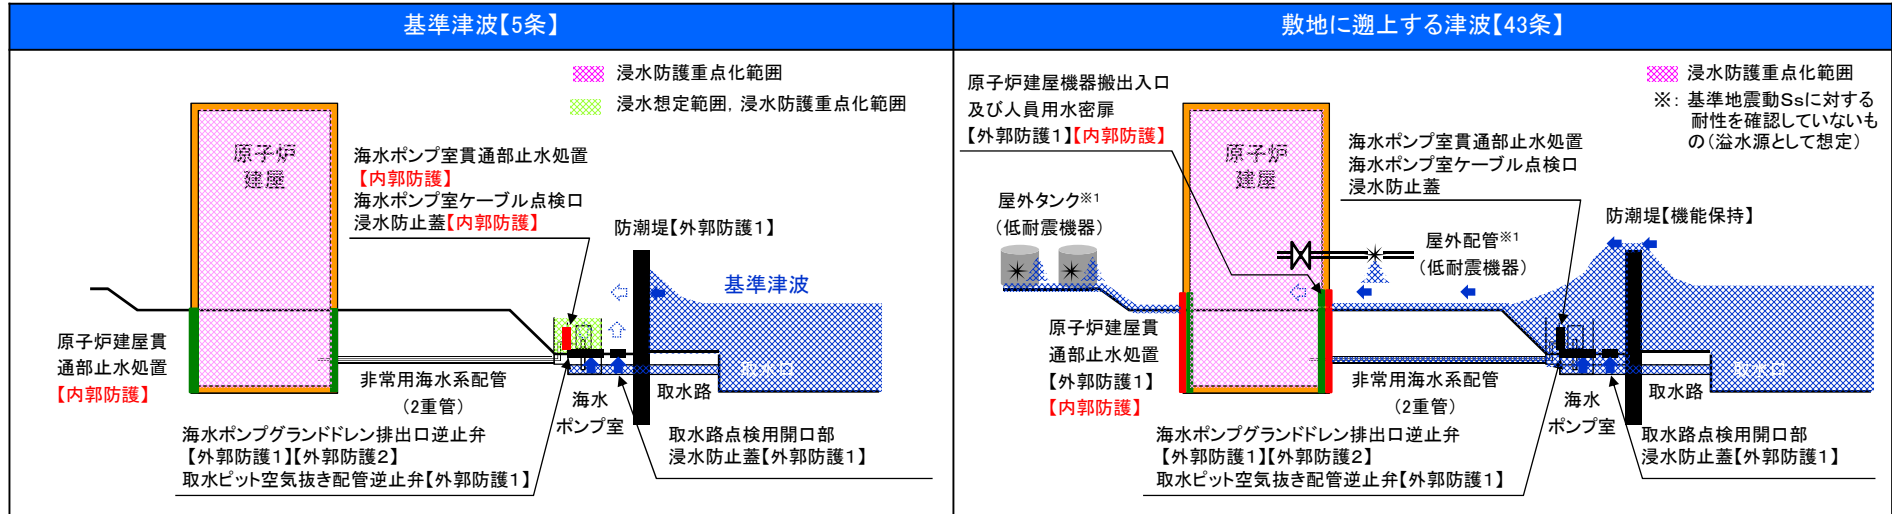 基準津波【5条】
浸水防護重点化範囲
浸水想定範囲，浸水防護重点化範囲
原子炉
建屋
海水ポンプ室貫通部止水処置
【内郭防護】
海水ポンプ室ケーブル点検口
浸水防止蓋【内郭防護】
防潮堤【外郭防護1】
基準津波
原子炉建屋貫
通部止水処置
【内郭防護】
非常用海水系配管
(2重管)
海水
ポンプ室
取水路
取水口
海水ポンプグランドドレン排出口逆止弁
【外郭防護1】【外郭防護2】
取水ピット空気抜き配管逆止弁【外郭防護1】
取水路点検用開口部
浸水防止蓋【外郭防護1】
敷地に遡上する津波【43条】
原子炉建屋機器搬出入口
及び人員用水密扉
【外郭防護1】【内郭防護】
浸水防護重点化範囲
※：基準地震動Ssに対する
耐性を確認していないも
の(溢水源として想定)
原子炉
建屋
海水ポンプ室貫通部止水処置
海水ポンプ室ケーブル点検口
浸水防止蓋
屋外タンク※1
(低耐震機器)
屋外配管※1
(低耐震機器)
防潮堤【機能保持】
原子炉建屋貫
通部止水処置
【外郭防護1】
【内郭防護】
非常用海水系配管
(2重管)
海水
ポンプ室
取水路
取水口
海水ポンプグランドドレン排出口逆止弁
【外郭防護1】【外郭防護2】
取水ピット空気抜き配管逆止弁【外郭防護1】
取水路点検用開口部
浸水防止蓋【外郭防護1】